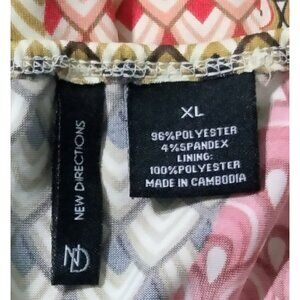 NEW DIRECTIONS
ND
XL
96%POLYESTER
4%SPANDEX
LINING:
100%POLYESTER
MADE IN CAMBODIA